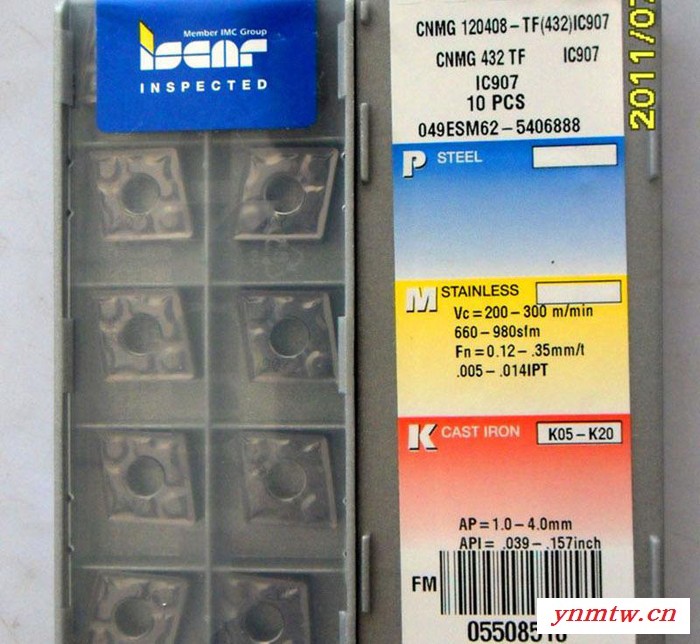 Member IMC Group
iscar
INSPECTED
CNMG 120408-TF(432)IC907
CNMG 432 TF IC907
IC907
10 PCS
049ESM62-5406888
P STEEL
M STAINLESS
Vc = 200-300 m/min
660-980sfm
Fn = 0.12-.35mm/t
.005-.014IPT
K CAST IRON K05-K20
AP = 1.0-4.0mm
API = .039-.157inch
FM
ynmtw.cn